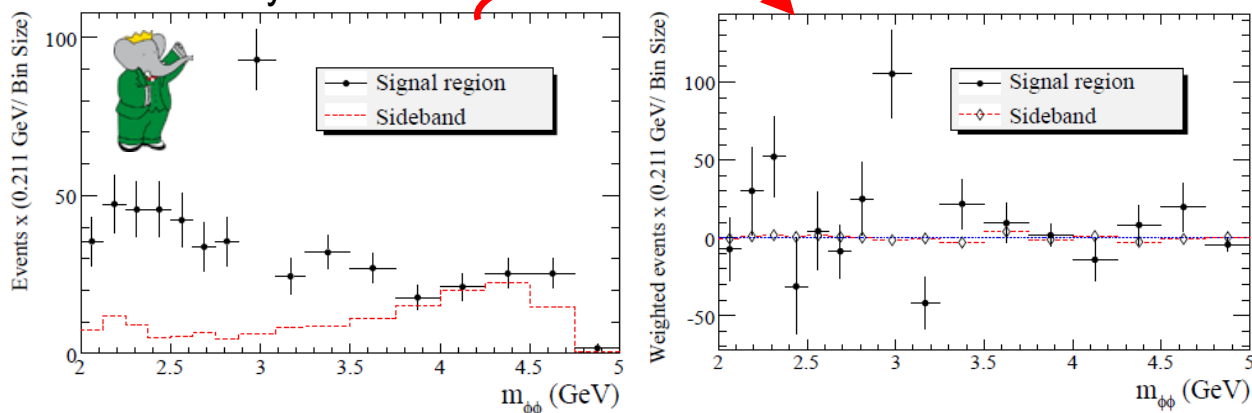 Events x (0.211 GeV/ Bin Size)
100
50
0
Signal region
Sideband
2 2.5 3 3.5 4 4.5 5
m_ϕϕ (GeV)
Weighted events x (0.211 GeV/ Bin Size)
100
50
0
-50
Signal region
Sideband
2 2.5 3 3.5 4 4.5 5
m_ϕϕ (GeV)